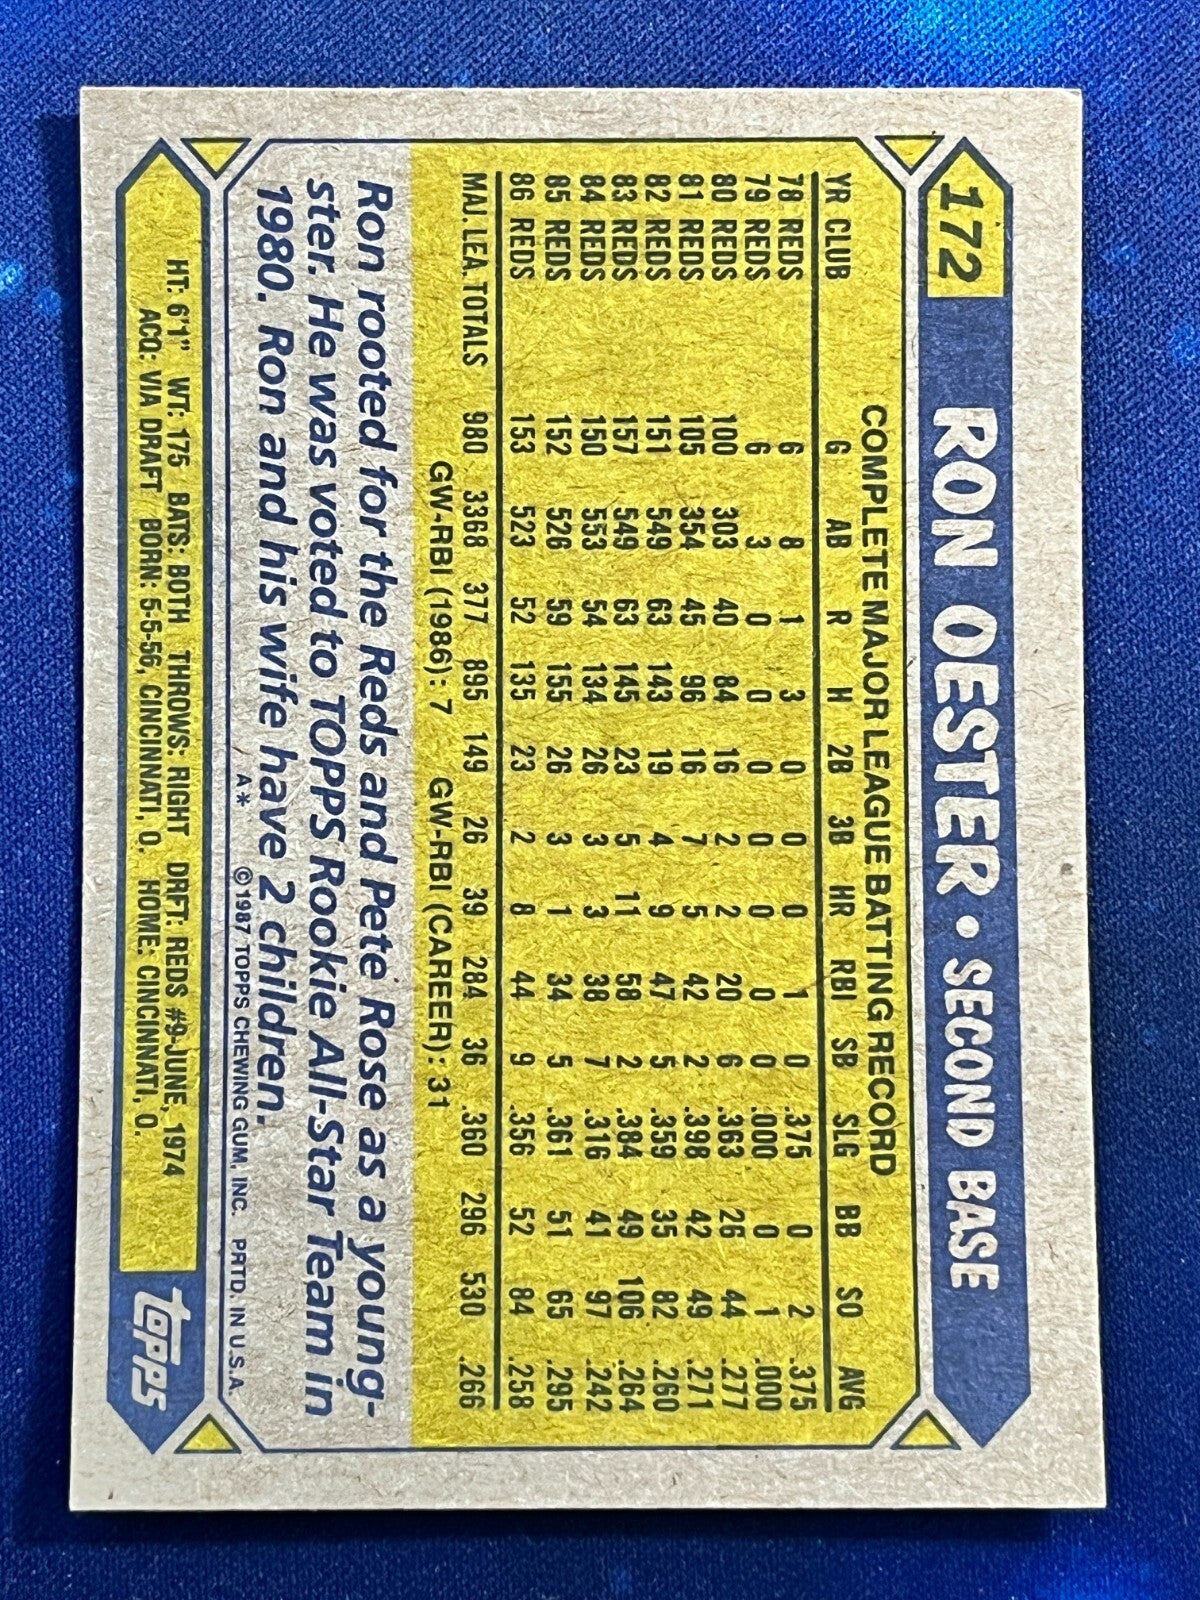 172 RON OESTER • SECOND BASE
COMPLETE MAJOR LEAGUE BATTING RECORD
YR CLUB G AB R H 2B 3B HR RBI SB SLG BB SO AVG
78 REDS 6 8 1 3 0 0 0 1 0 .375 0 2 .375
79 REDS 6 3 0 0 0 0 0 0 0 .000 0 1 .000
80 REDS 100 303 40 84 16 2 2 20 6 .363 26 44 .277
81 REDS 105 354 45 96 16 7 5 42 2 .398 42 49 .271
82 REDS 151 549 63 143 19 4 9 47 5 .359 35 82 .260
83 REDS 157 549 63 145 23 5 11 58 2 .384 49 106 .264
84 REDS 150 553 54 134 26 3 3 38 7 .316 41 97 .242
85 REDS 152 526 59 155 26 3 1 34 5 .361 51 65 .295
86 REDS 153 523 52 135 23 2 8 44 9 .356 52 84 .258
MAJ. LEA. TOTALS 980 3368 377 895 149 26 39 284 36 .360 296 530 .266
GW-RBI (1986): 7 GW-RBI (CAREER): 31
Ron rooted for the Reds and Pete Rose as a young-
ster. He was voted to TOPPS Rookie All-Star Team in
1980. Ron and his wife have 2 children.
A* ©1987 TOPPS CHEWING GUM, INC. PRTD. IN U.S.A.
HT: 6'1" WT: 175 BATS: BOTH THROWS: RIGHT DRFT: REDS #9-JUNE, 1974
ACQ: VIA DRAFT BORN: 5-5-56, CINCINNATI, O. HOME: CINCINNATI, O.
topps